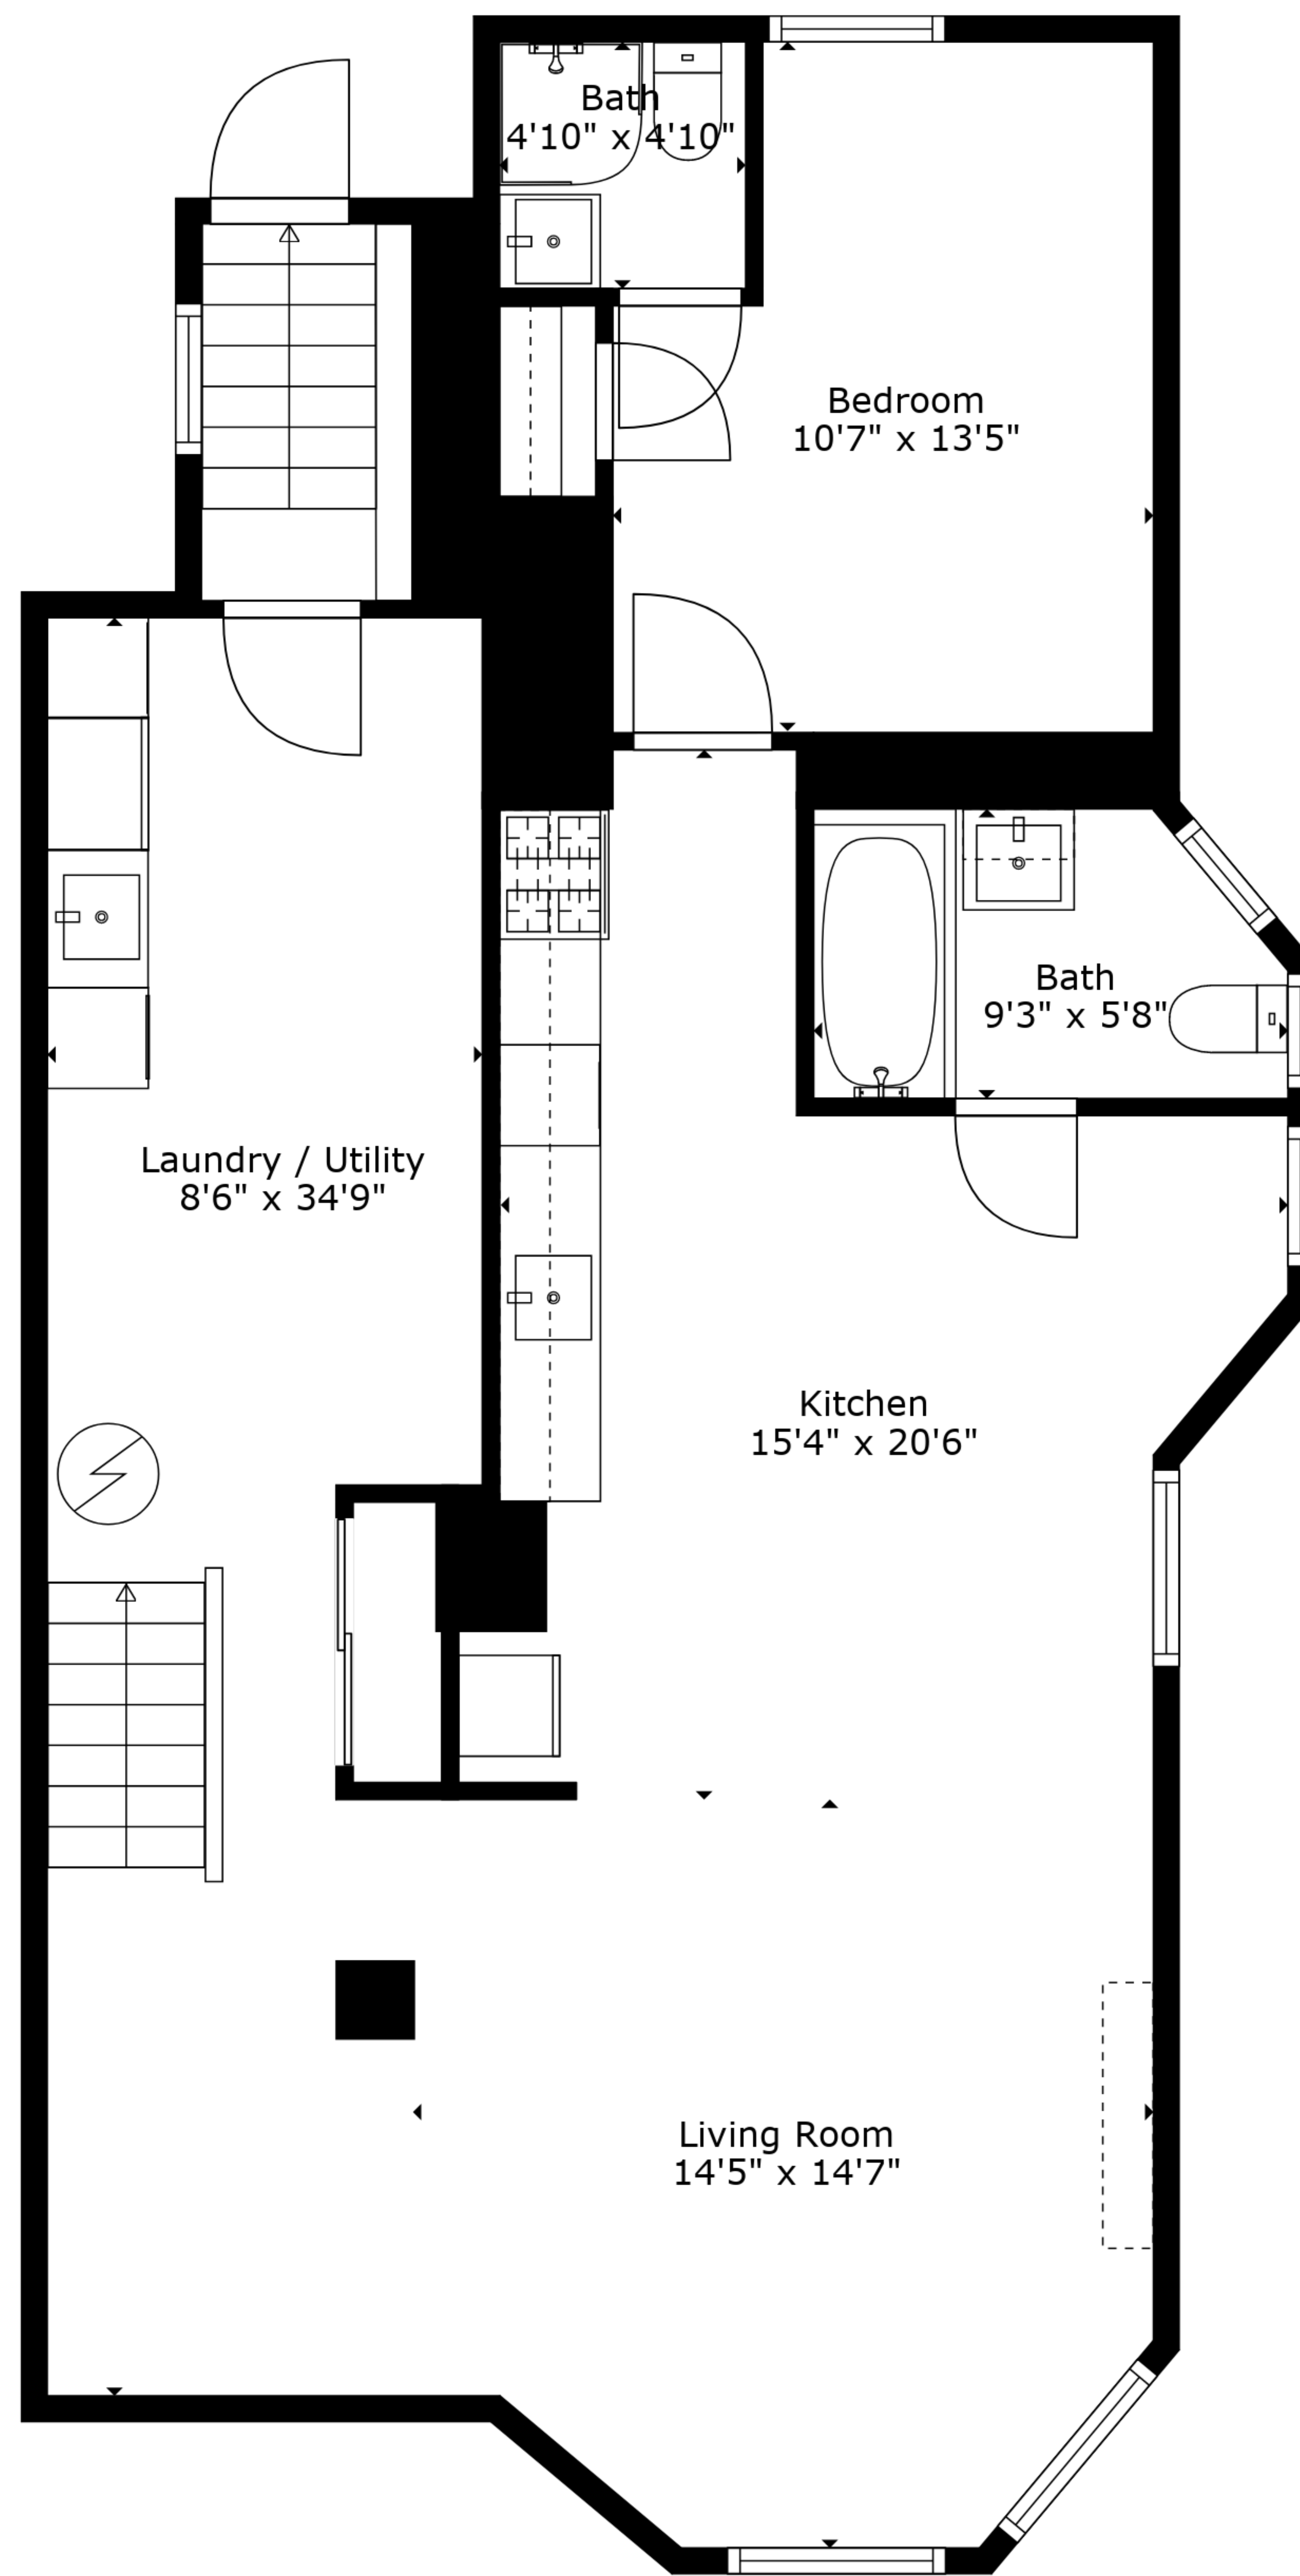 Bath
4'10" x 4'10"
Bedroom
10'7" x 13'5"
Bath
9'3" x 5'8"
Laundry / Utility
8'6" x 34'9"
Kitchen
15'4" x 20'6"
Living Room
14'5" x 14'7"